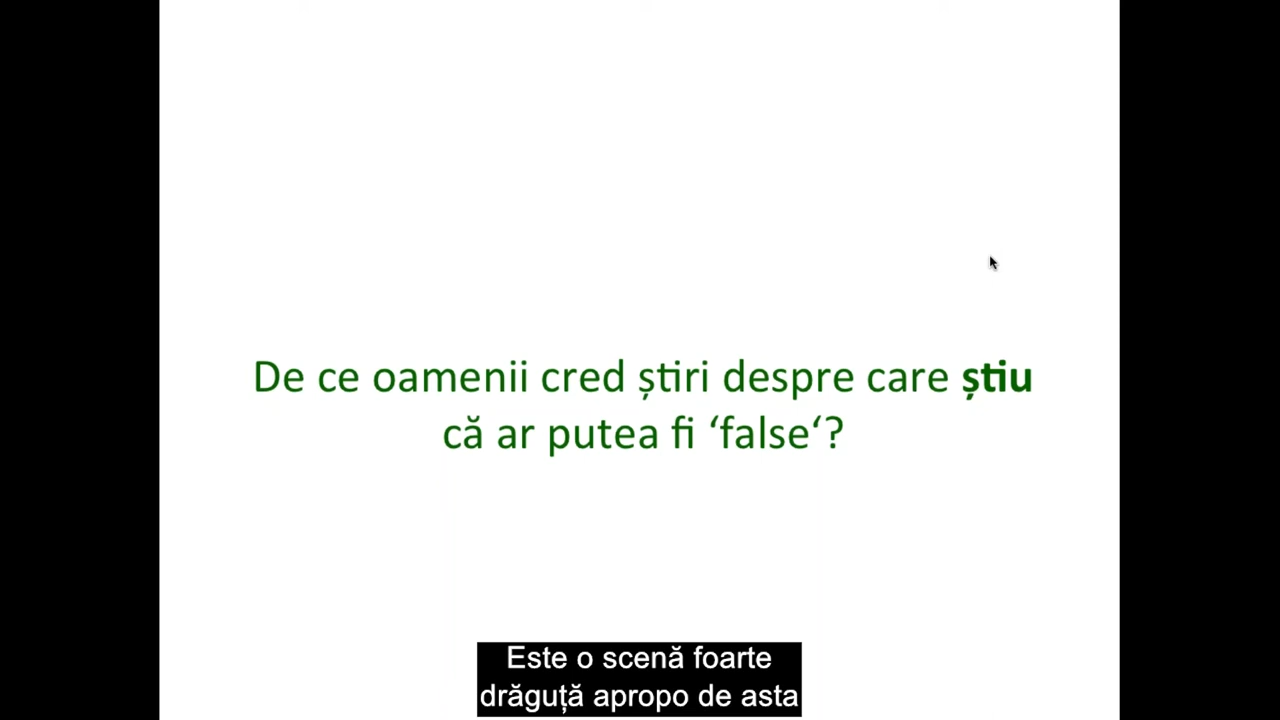 De ce oamenii cred știri despre care știu
că ar putea fi ‘false‘?
Este o scenă foarte
drăguță apropo de asta